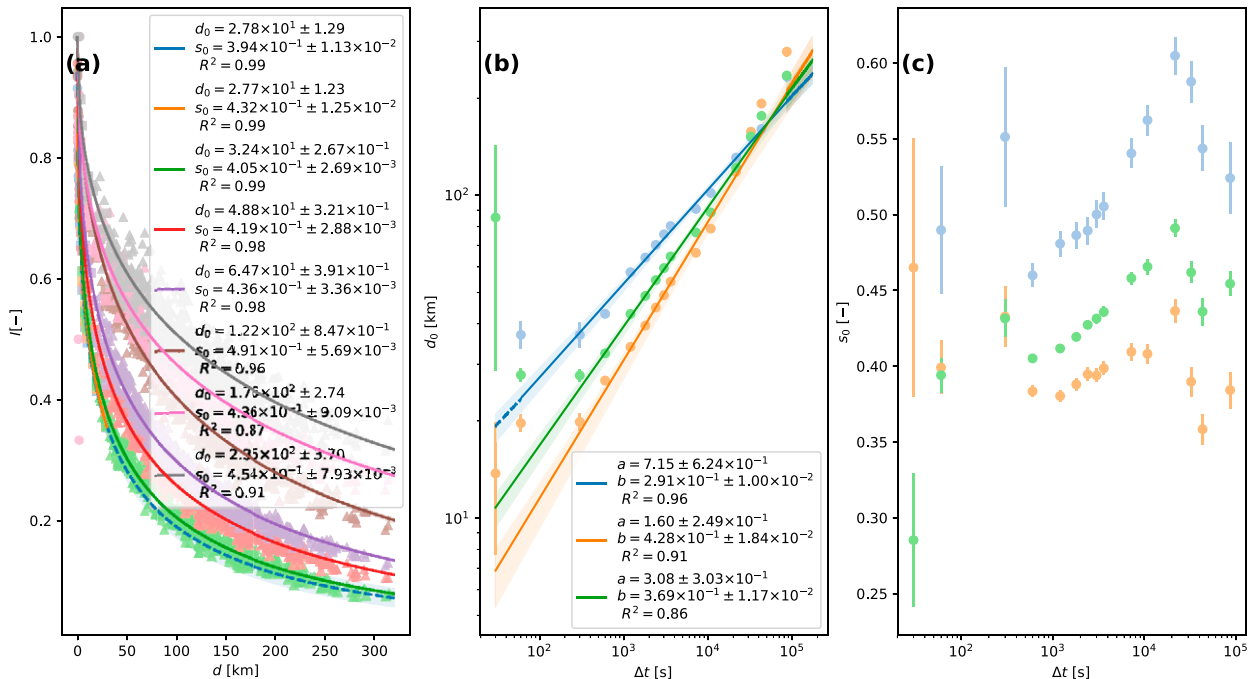 (a)
1.0
0.8
0.6
0.4
0.2
l[−]
0
50
100
150
200
250
300
d [km]
d₀ = 2.78×10¹ ± 1.29
s₀ = 3.94×10⁻¹ ± 1.13×10⁻²
R² = 0.99
d₀ = 2.77×10¹ ± 1.23
s₀ = 4.32×10⁻¹ ± 1.25×10⁻²
R² = 0.99
d₀ = 3.24×10¹ ± 2.67×10⁻¹
s₀ = 4.05×10⁻¹ ± 2.69×10⁻³
R² = 0.99
d₀ = 4.88×10¹ ± 3.21×10⁻¹
s₀ = 4.19×10⁻¹ ± 2.88×10⁻³
R² = 0.98
d₀ = 6.47×10¹ ± 3.91×10⁻¹
s₀ = 4.36×10⁻¹ ± 3.36×10⁻³
R² = 0.98
d₀ = 1.22×10² ± 8.47×10⁻¹
s₀ = 4.91×10⁻¹ ± 5.69×10⁻³
R² = 0.96
d₀ = ×10² ± 2.74
s₀ = ± 9.09×10⁻³
R² = 0.87
d₀ = ×10² ±
s₀ = 4.54×10⁻¹ ± 7.93×10⁻³
R² = 0.91
(b)
10²
10¹
d₀ [km]
10²
10³
10⁴
10⁵
Δt [s]
a = 7.15 ± 6.24×10⁻¹
b = 2.91×10⁻¹ ± 1.00×10⁻²
R² = 0.96
a = 1.60 ± 2.49×10⁻¹
b = 4.28×10⁻¹ ± 1.84×10⁻²
R² = 0.91
a = 3.08 ± 3.03×10⁻¹
b = 3.69×10⁻¹ ± 1.17×10⁻²
R² = 0.86
(c)
0.60
0.55
0.50
0.45
0.40
0.35
0.30
0.25
s₀ [−]
10²
10³
10⁴
10⁵
Δt [s]